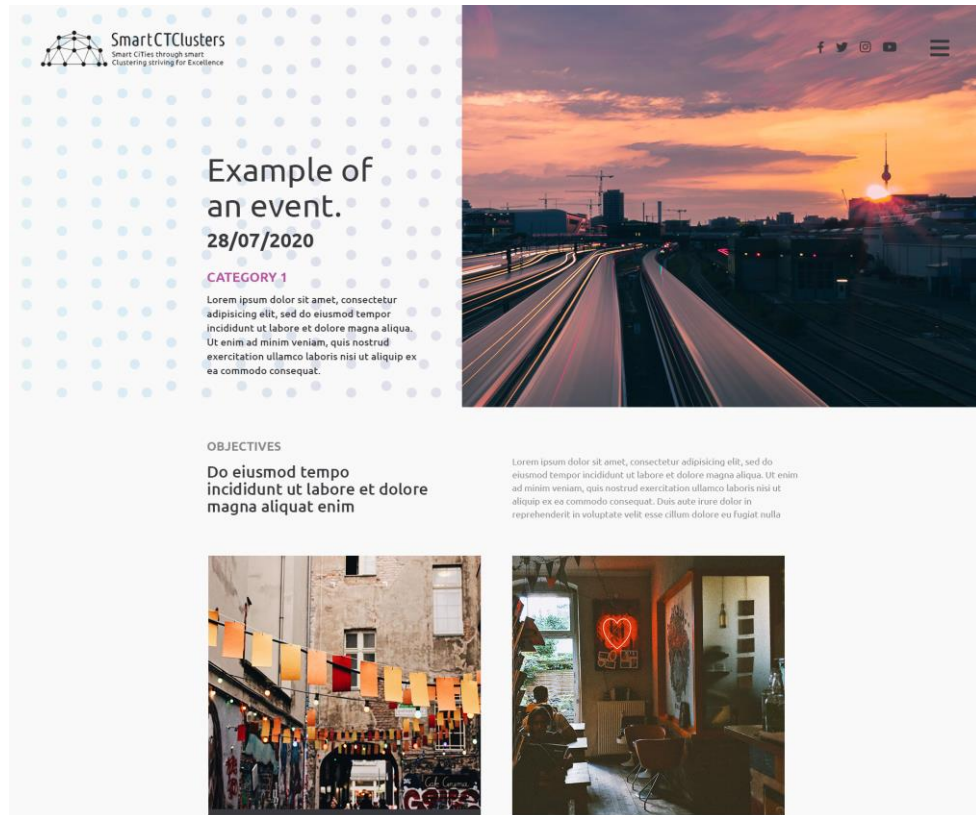 SmartCTClusters
Smart CiTies through smart
Clustering striving for Excellence
Example of
an event.
28/07/2020
CATEGORY 1
Lorem ipsum dolor sit amet, consectetur
adipisicing elit, sed do eiusmod tempor
incididunt ut labore et dolore magna aliqua.
Ut enim ad minim veniam, quis nostrud
exercitation ullamco laboris nisi ut aliquip ex
ea commodo consequat.
OBJECTIVES
Do eiusmod tempo
incididunt ut labore et dolore
magna aliquat enim
Lorem ipsum dolor sit amet, consectetur adipisicing elit, sed do
eiusmod tempor incididunt ut labore et dolore magna aliqua. Ut enim
ad minim veniam, quis nostrud exercitation ullamco laboris nisi ut
aliquip ex ea commodo consequat. Duis aute irure dolor in
reprehenderit in voluptate velit esse cillum dolore eu fugiat nulla